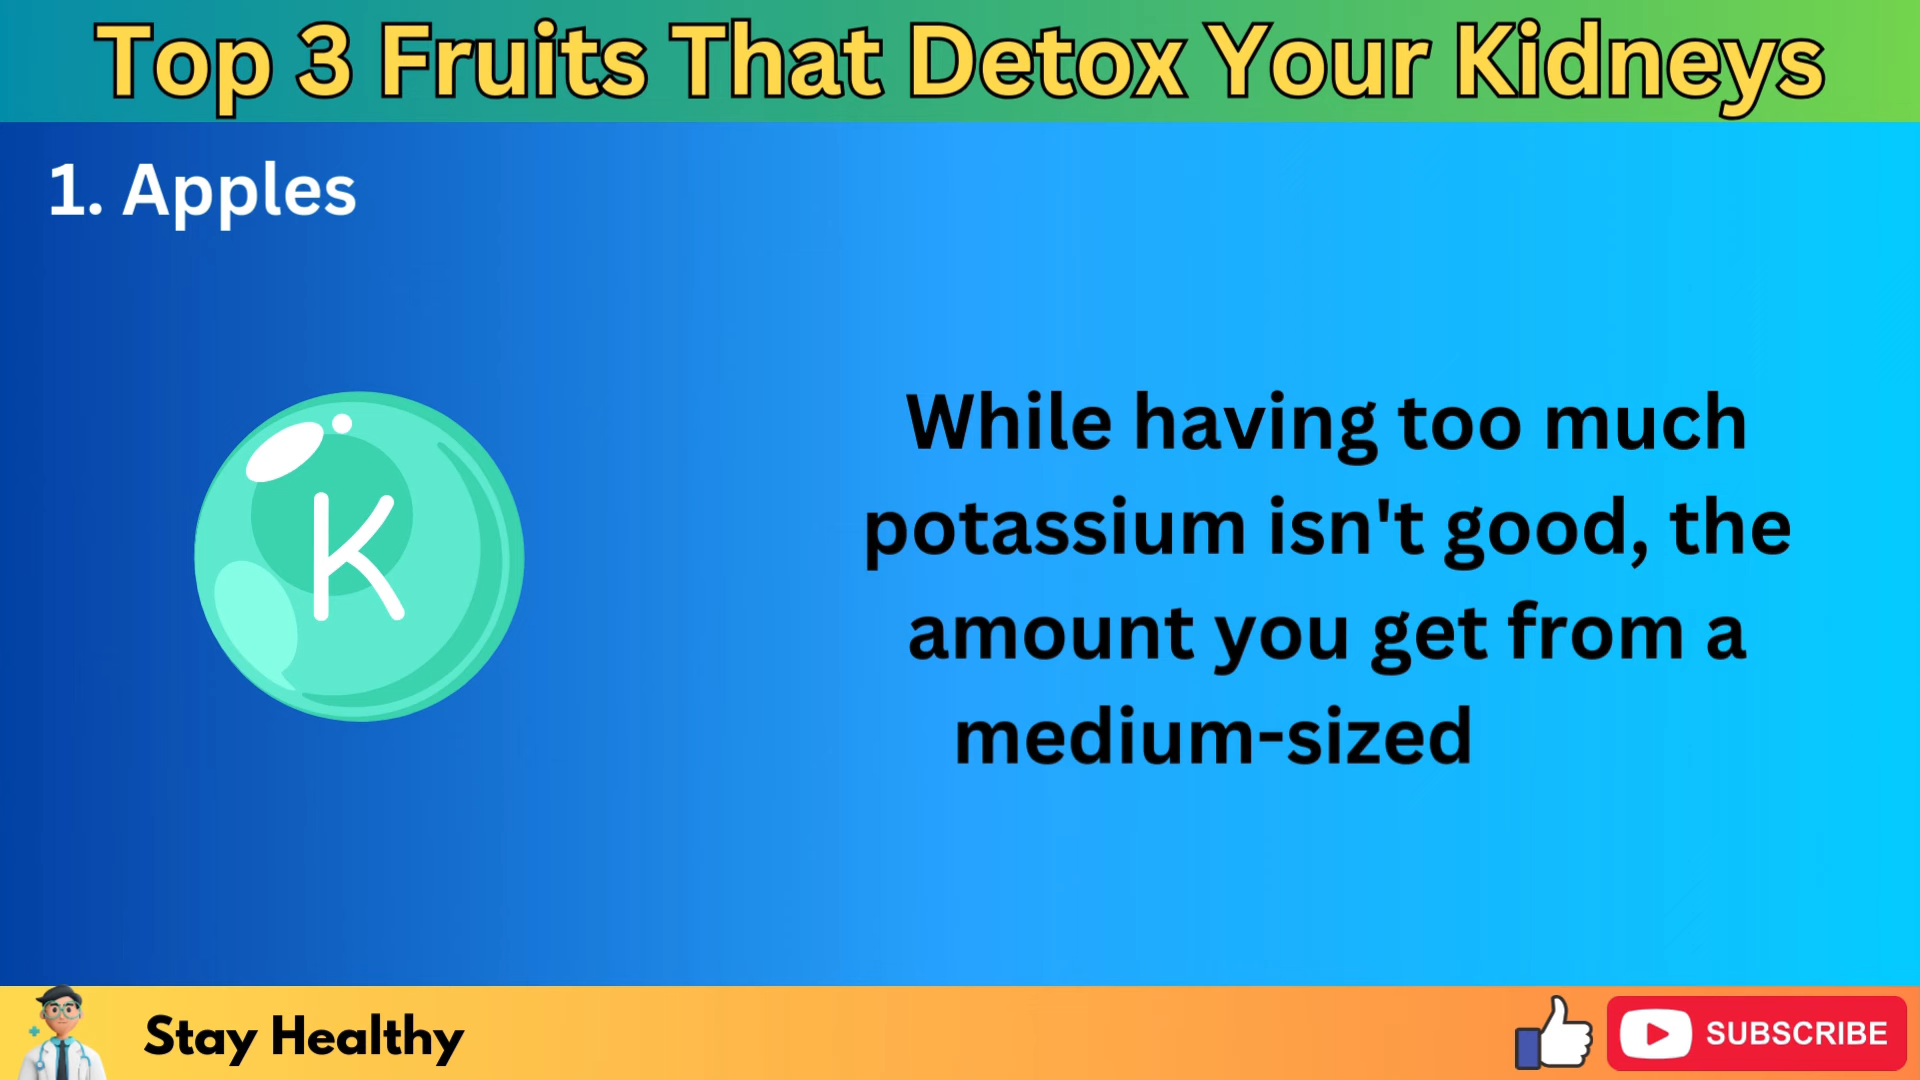 Top 3 Fruits That Detox Your Kidneys
1. Apples
K
While having too much
potassium isn't good, the
amount you get from a
medium-sized
Stay Healthy
SUBSCRIBE